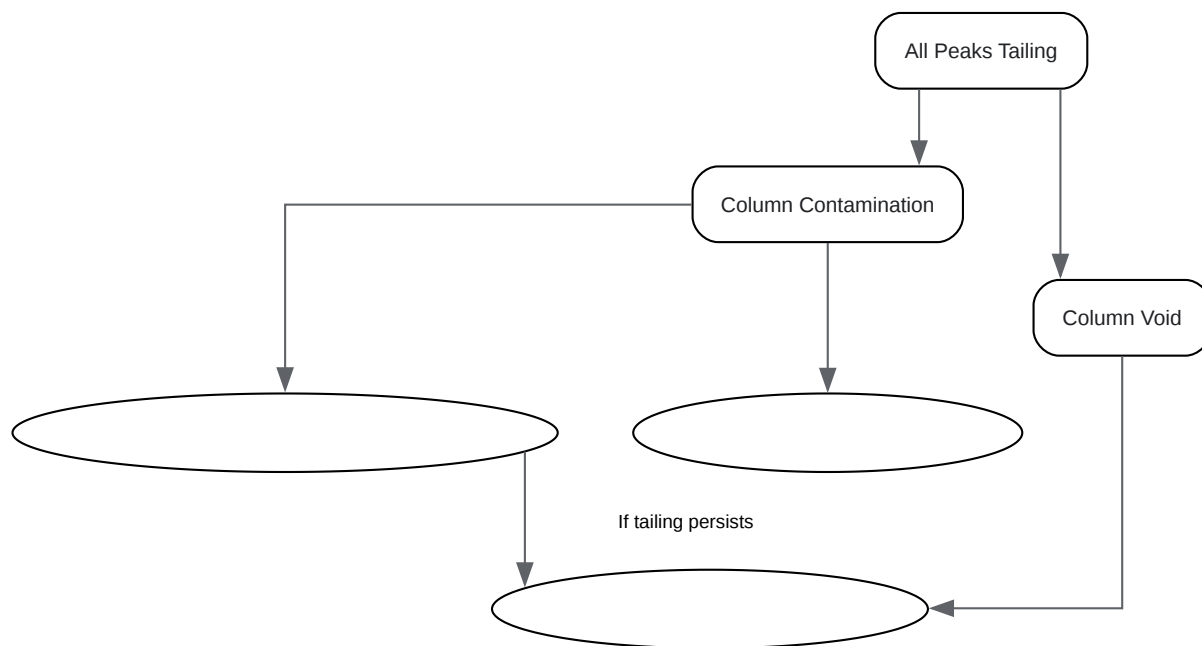 All Peaks Tailing
Column Contamination
Column Void
If tailing persists